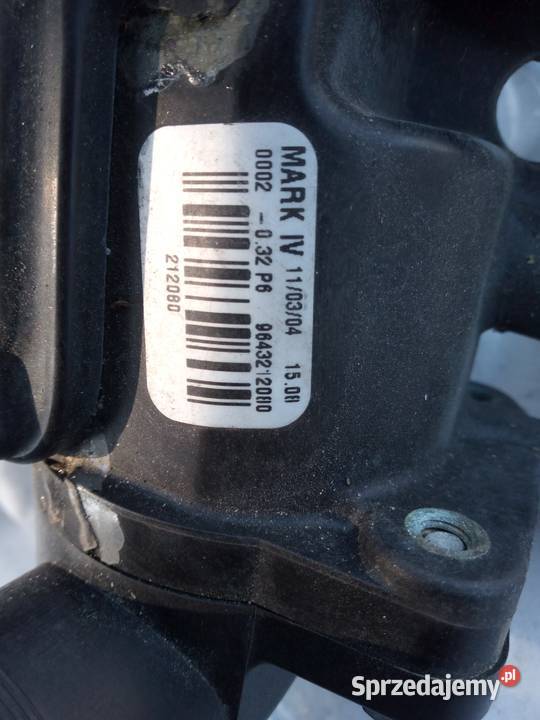 MARK IV 11/03/04 15.08
0002 -0.32 P6 9643212080
212080
Sprzedajemy.pl